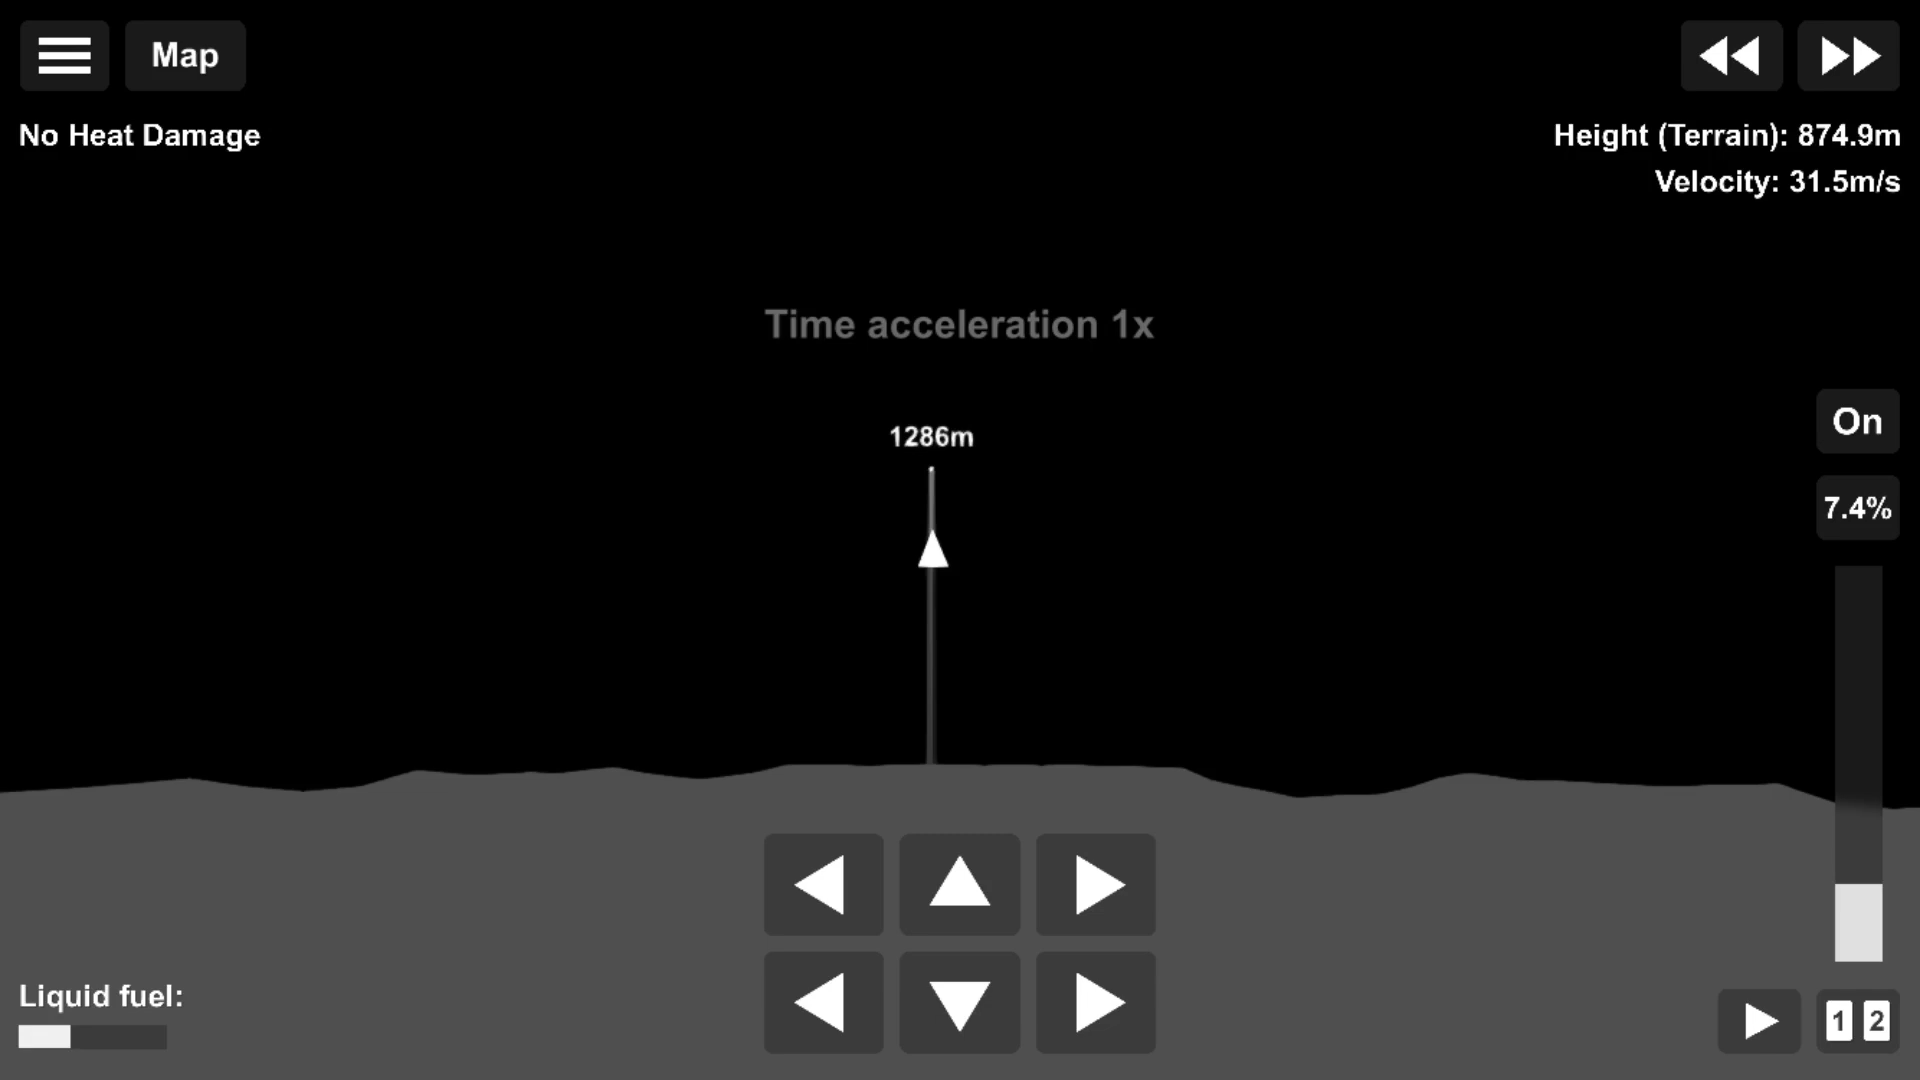 Map
No Heat Damage
Height (Terrain): 874.9m
Velocity: 31.5m/s
Time acceleration 1x
1286m
On
7.4%
Liquid fuel:
1 2